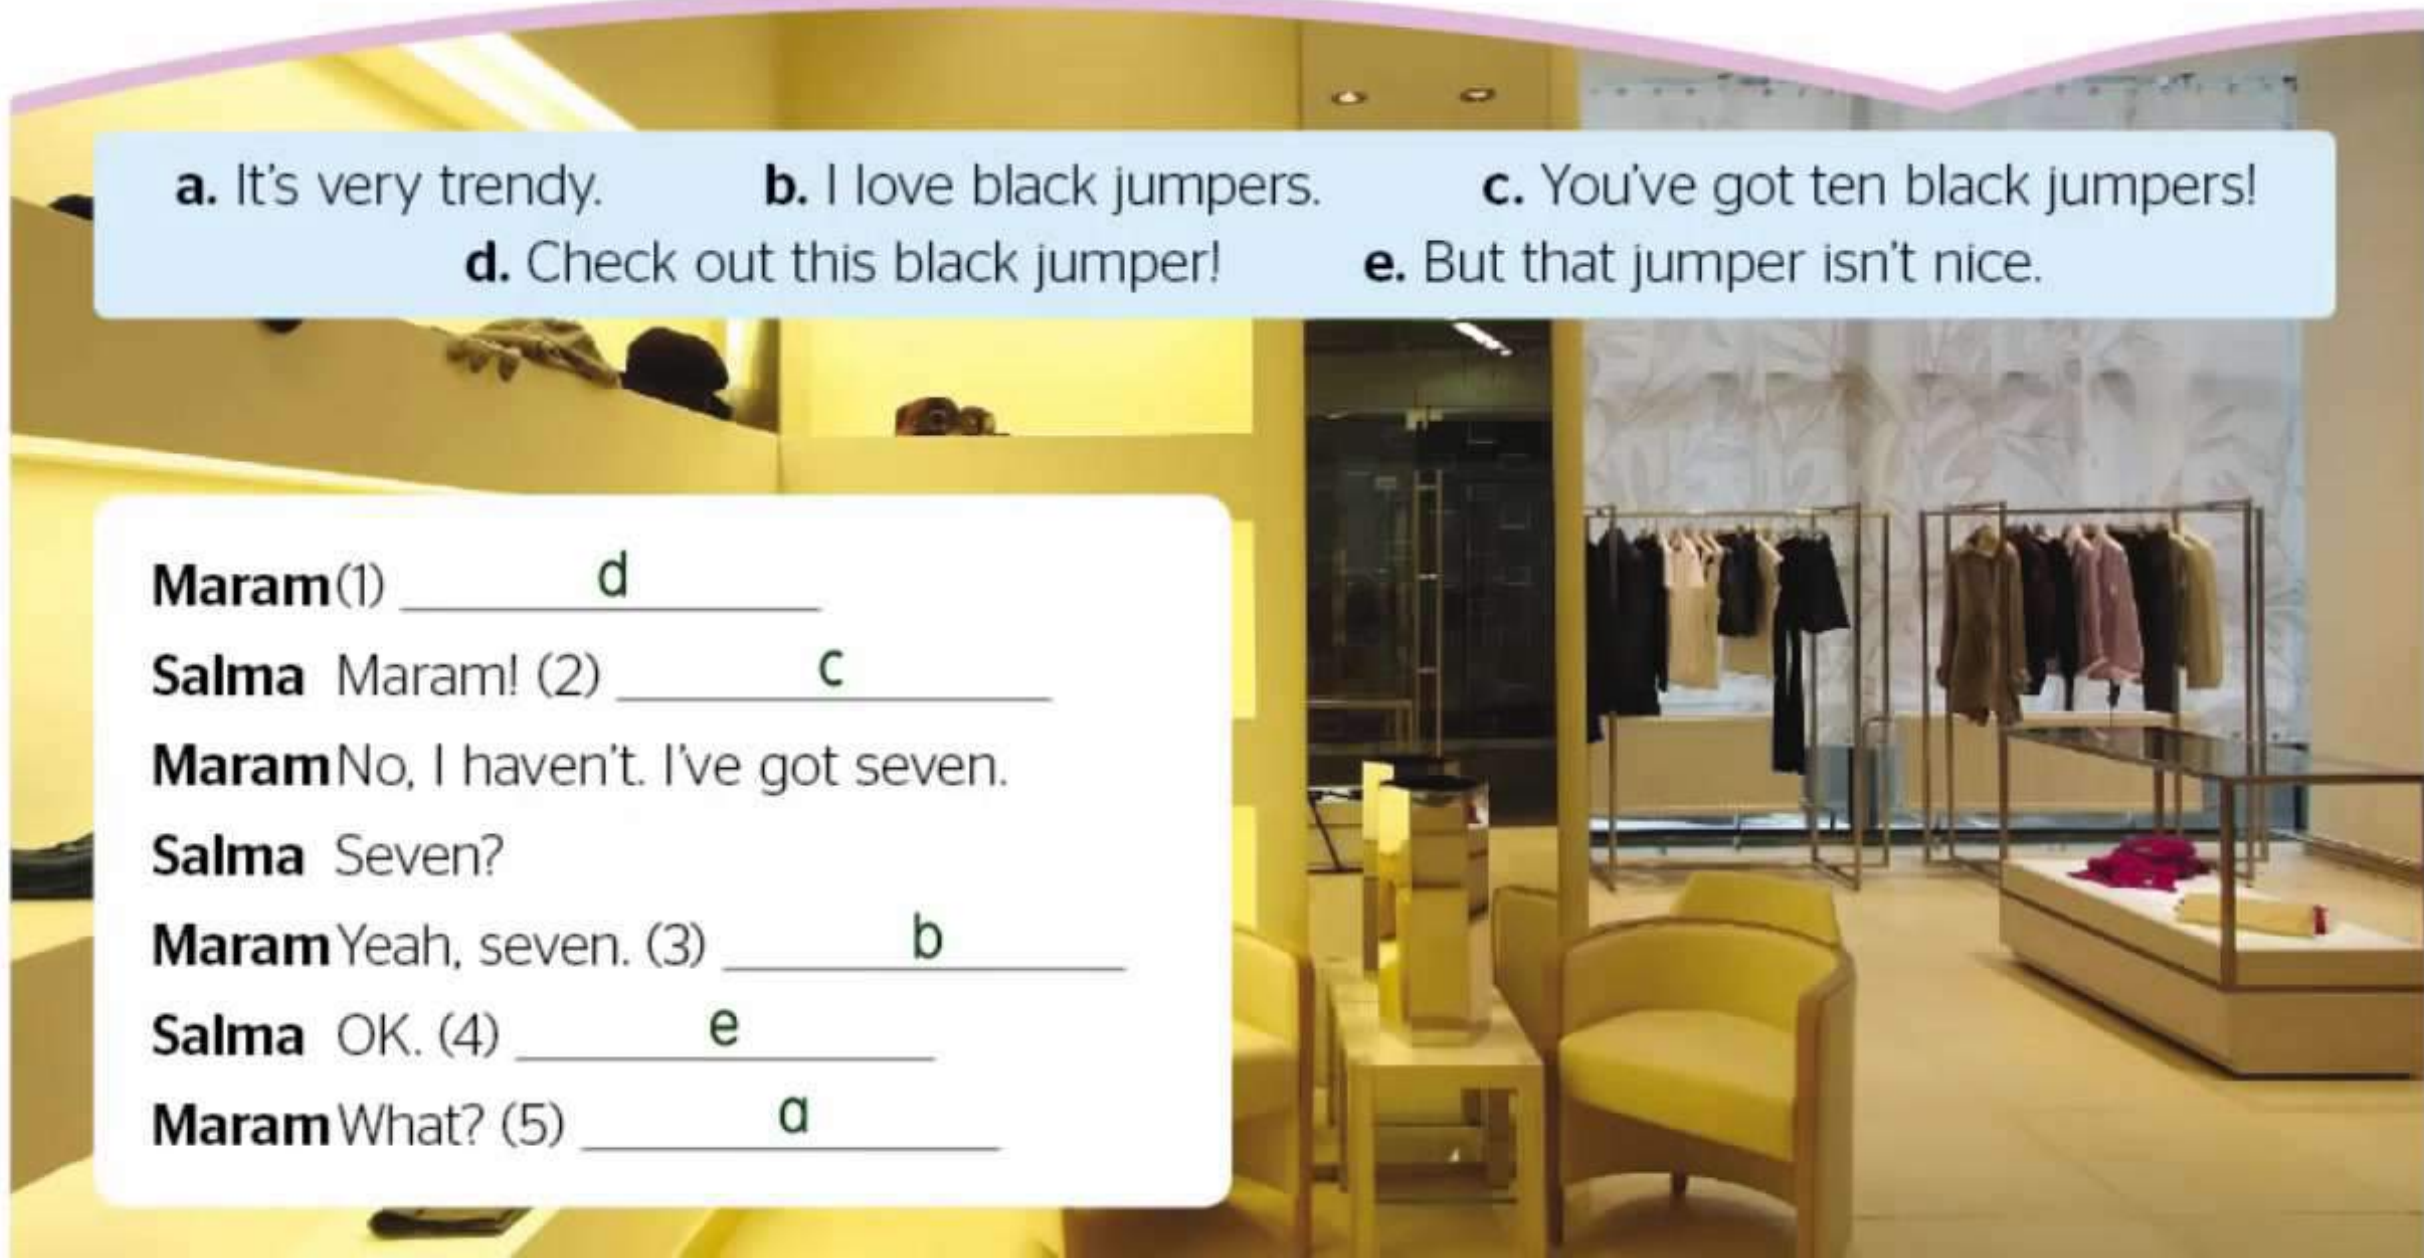 a. It's very trendy. b. I love black jumpers. c. You've got ten black jumpers!
d. Check out this black jumper! e. But that jumper isn't nice.
Maram (1) d
Salma Maram! (2) c
Maram No, I haven't. I've got seven.
Salma Seven?
Maram Yeah, seven. (3) b
Salma OK. (4) e
Maram What? (5) a